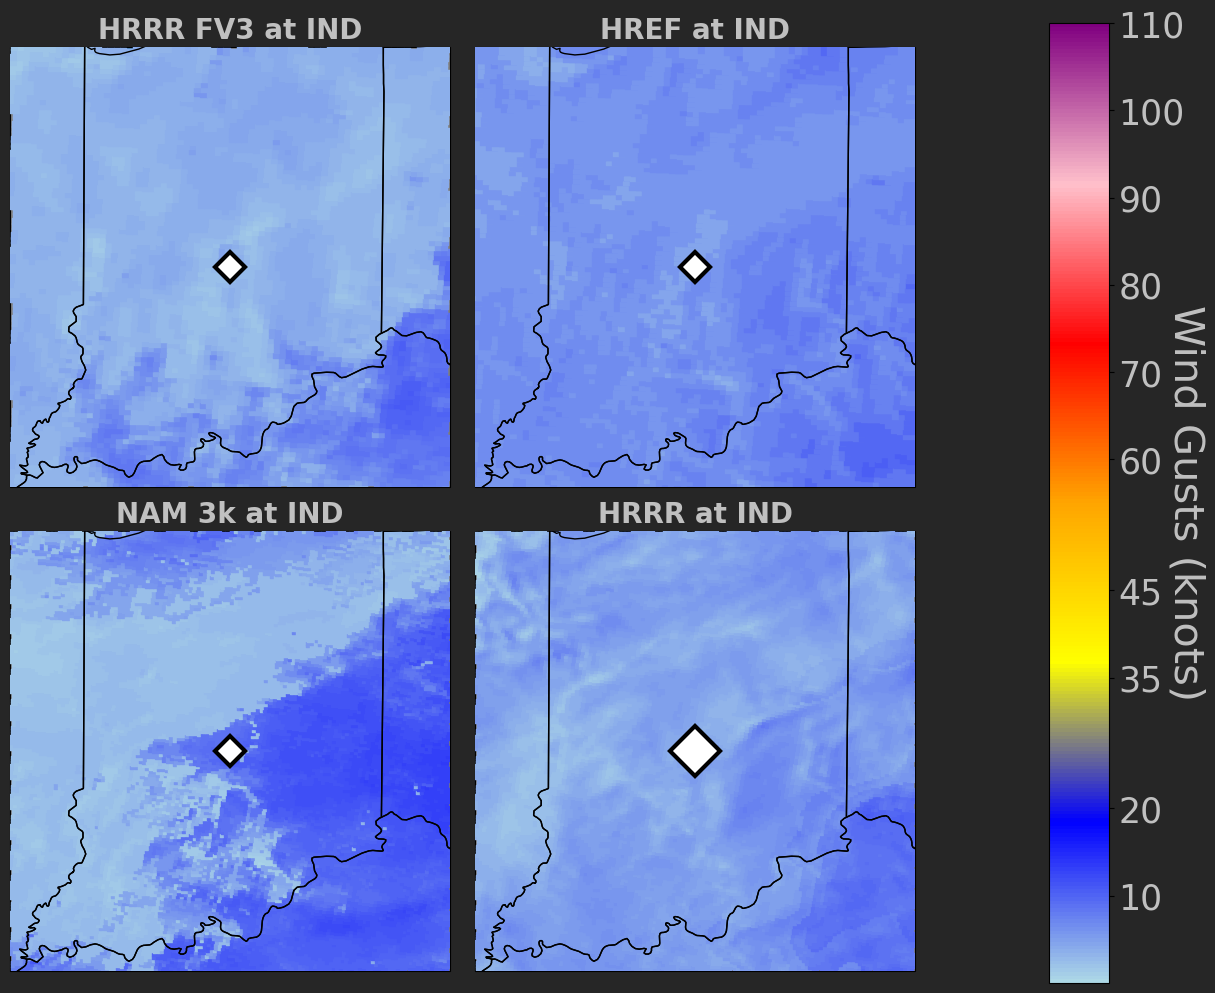 HRRR FV3 at IND
HREF at IND
NAM 3k at IND
HRRR at IND
110
100
90
80
70
60
45
35
20
10
Wind Gusts (knots)